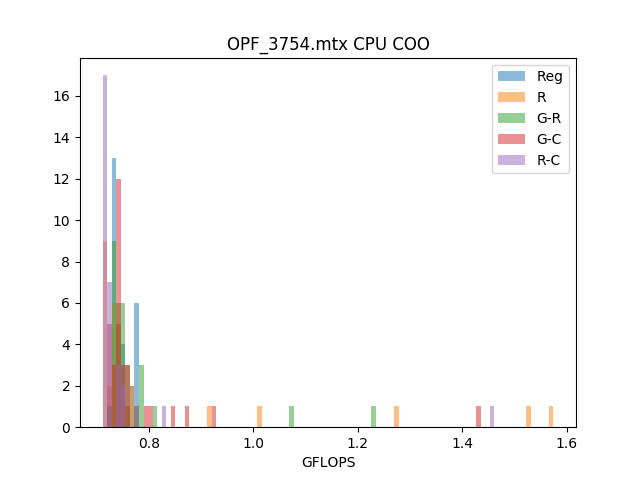 OPF_3754.mtx CPU COO
Reg
R
G-R
G-C
R-C
16
14
12
10
8
6
4
2
0
0.8 1.0 1.2 1.4 1.6
GFLOPS